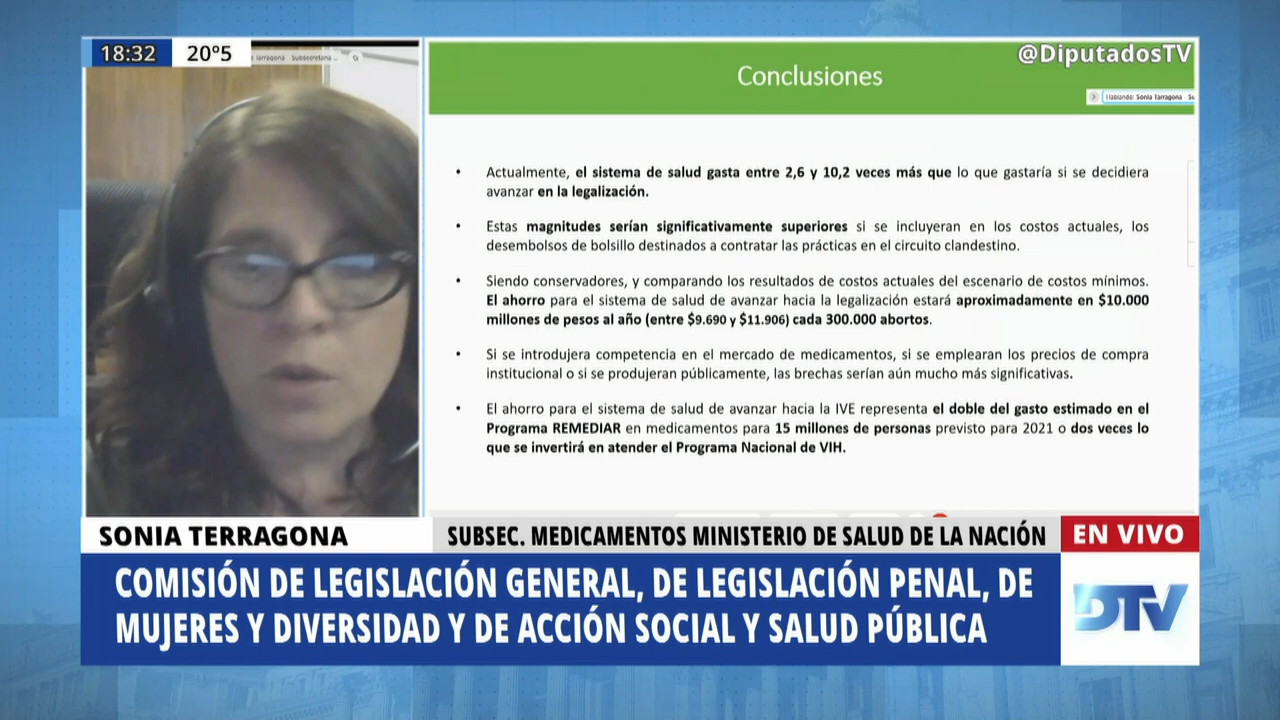 18:32 20°5
Tarragona Subsecretaria ...
@DiputadosTV
Conclusiones
Hablando: Sonia Tarragona
• Actualmente, el sistema de salud gasta entre 2,6 y 10,2 veces más que lo que gastaría si se decidiera
avanzar en la legalización.
• Estas magnitudes serían significativamente superiores si se incluyeran en los costos actuales, los
desembolsos de bolsillo destinados a contratar las prácticas en el circuito clandestino.
• Siendo conservadores, y comparando los resultados de costos actuales del escenario de costos mínimos.
El ahorro para el sistema de salud de avanzar hacia la legalización estará aproximadamente en $10.000
millones de pesos al año (entre $9.690 y $11.906) cada 300.000 abortos.
• Si se introdujera competencia en el mercado de medicamentos, si se emplearan los precios de compra
institucional o si se produjeran públicamente, las brechas serían aún mucho más significativas.
• El ahorro para el sistema de salud de avanzar hacia la IVE representa el doble del gasto estimado en el
Programa REMEDIAR en medicamentos para 15 millones de personas previsto para 2021 o dos veces lo
que se invertirá en atender el Programa Nacional de VIH.
SONIA TERRAGONA
SUBSEC. MEDICAMENTOS MINISTERIO DE SALUD DE LA NACIÓN
EN VIVO
COMISIÓN DE LEGISLACIÓN GENERAL, DE LEGISLACIÓN PENAL, DE
MUJERES Y DIVERSIDAD Y DE ACCIÓN SOCIAL Y SALUD PÚBLICA
DTV